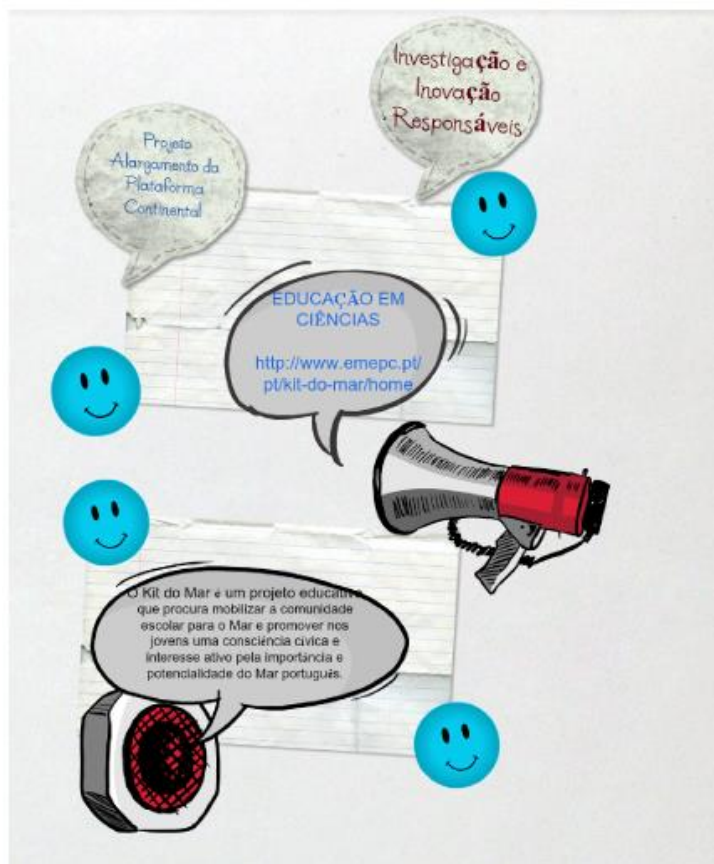 Investigação e
Inovação
Responsáveis
Projeto
Alargamento da
Plataforma
Continental
EDUCAÇÃO EM
CIÊNCIAS
http://www.emepc.pt/
pt/kit-do-mar/home
O Kit do Mar é um projeto educativo
que procura mobilizar a comunidade
escolar para o Mar e promover nos
jovens uma consciência cívica e
interesse ativo pela importância e
potencialidade do Mar português.